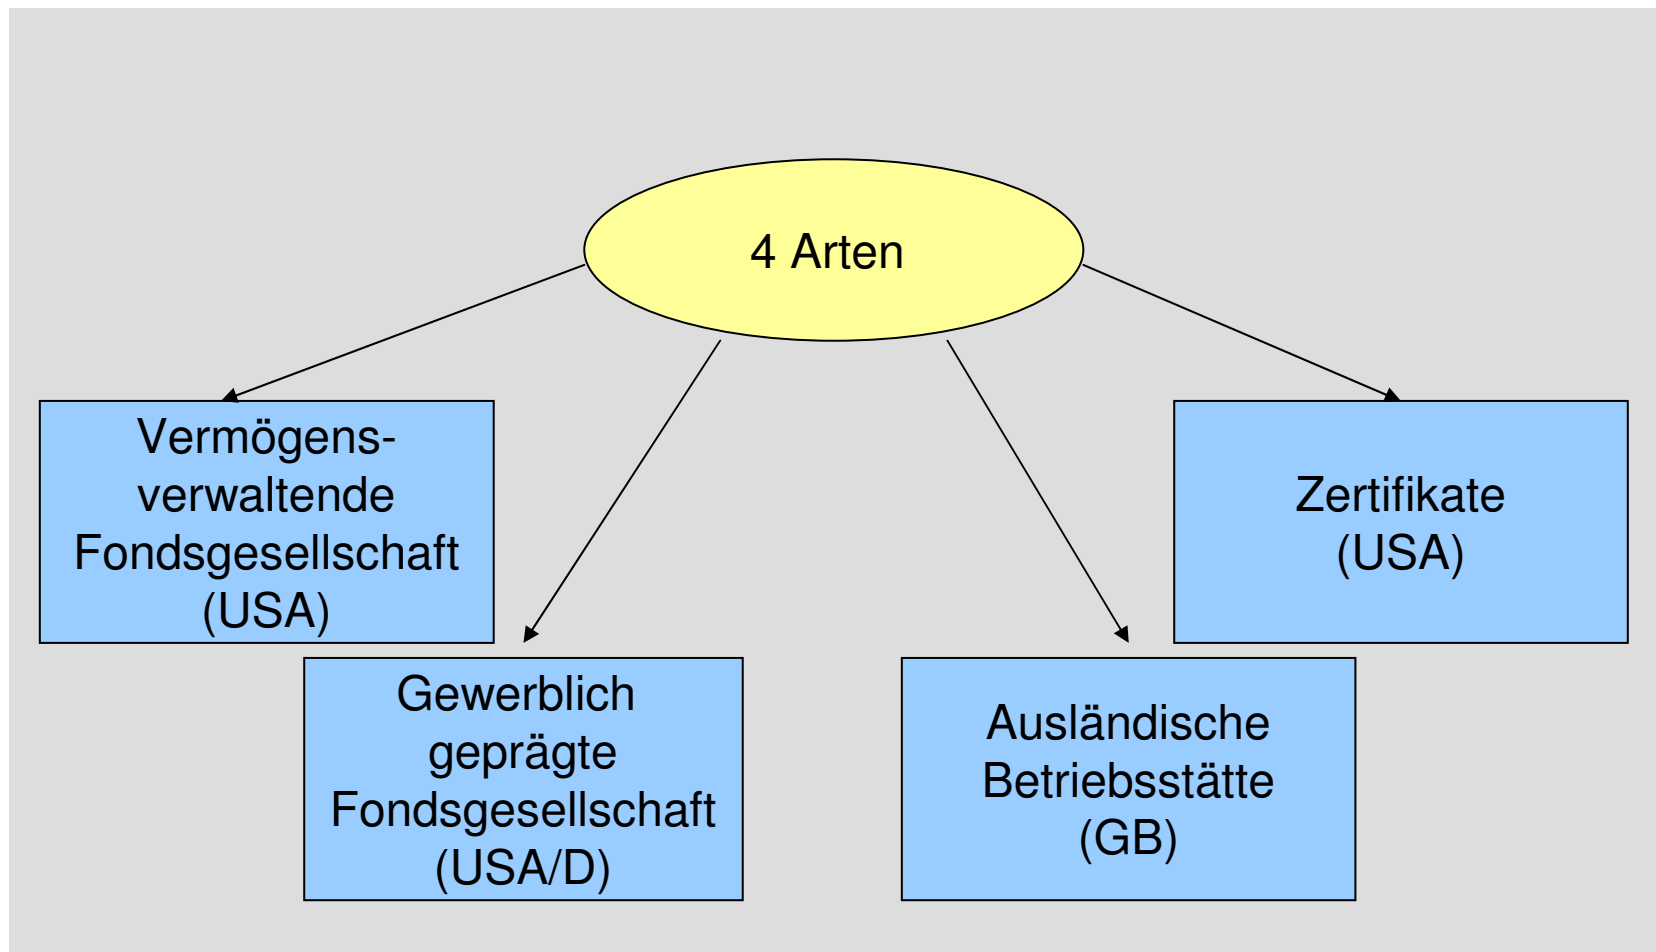 4 Arten
Vermögens-
verwaltende
Fondsgesellschaft
(USA)
Gewerblich
geprägte
Fondsgesellschaft
(USA/D)
Ausländische
Betriebsstätte
(GB)
Zertifikate
(USA)